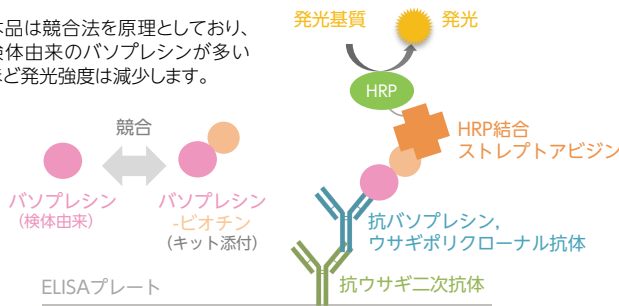 本品は競合法を原理としており、
検体由来のバソプレシンが多い
ほど発光強度は減少します。
発光基質
発光
HRP
競合
HRP結合
ストレプトアビジン
バソプレシン
(検体由来)
バソプレシン
-ビオチン
(キット添付)
抗バソプレシン,
ウサギポリクローナル抗体
ELISAプレート
抗ウサギ二次抗体